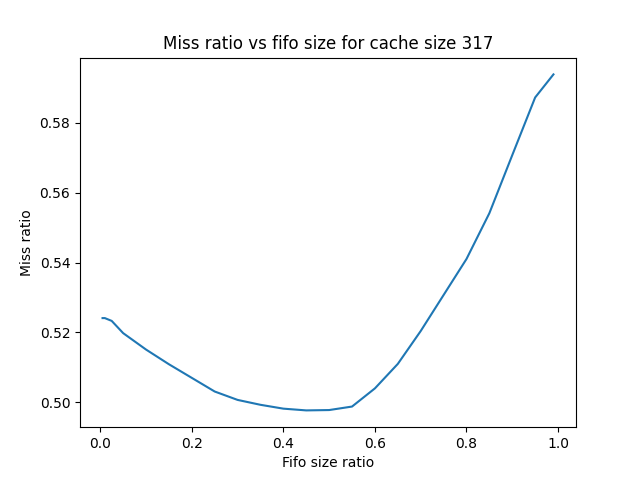 Miss ratio vs fifo size for cache size 317
Miss ratio
0.58
0.56
0.54
0.52
0.50
0.0 0.2 0.4 0.6 0.8 1.0
Fifo size ratio